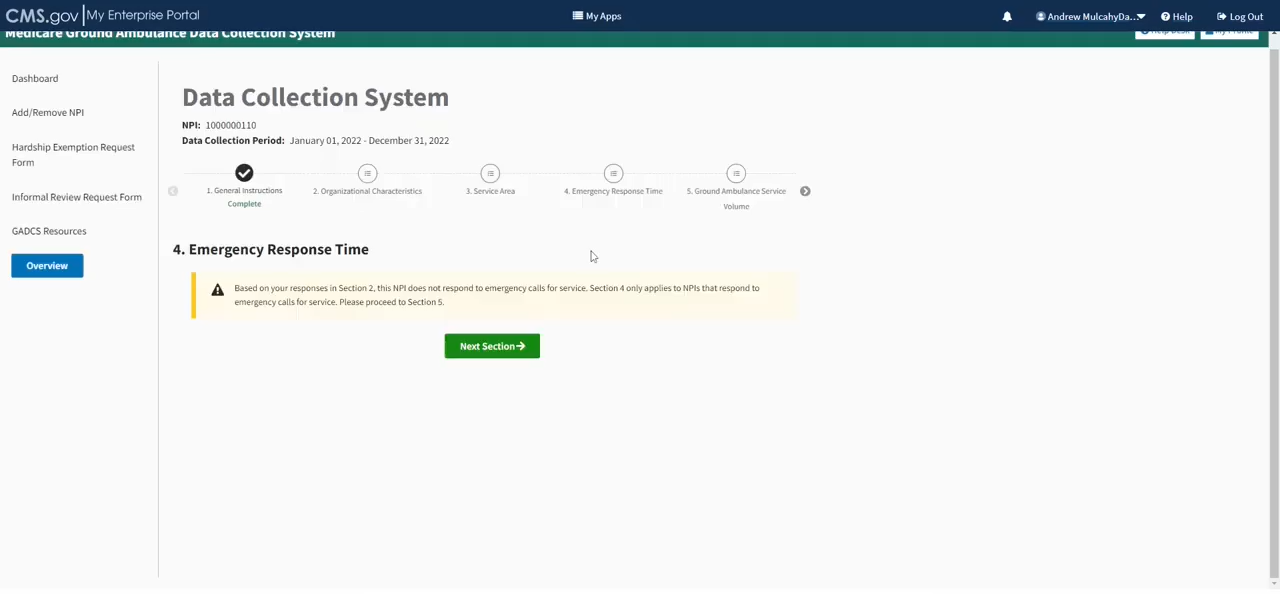 CMS.gov My Enterprise Portal
My Apps
Andrew MulcahyDa...
Help
Log Out
Medicare Ground Ambulance Data Collection System
Help Desk
My Profile
Dashboard
Add/Remove NPI
Hardship Exemption Request
Form
Informal Review Request Form
GADCS Resources
Overview
Data Collection System
NPI: 1000000110
Data Collection Period: January 01, 2022 - December 31, 2022
1. General Instructions
Complete
2. Organizational Characteristics
3. Service Area
4. Emergency Response Time
5. Ground Ambulance Service
Volume
4. Emergency Response Time
Based on your responses in Section 2, this NPI does not respond to emergency calls for service. Section 4 only applies to NPIs that respond to
emergency calls for service. Please proceed to Section 5.
Next Section